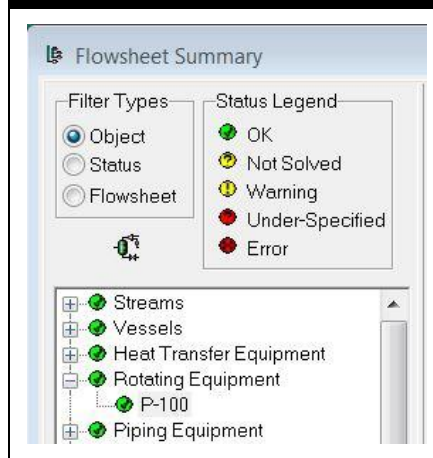 Flowsheet Summary
Filter Types
Object
Status
Flowsheet
Status Legend
OK
Not Solved
Warning
Under-Specified
Error
Streams
Vessels
Heat Transfer Equipment
Rotating Equipment
P-100
Piping Equipment